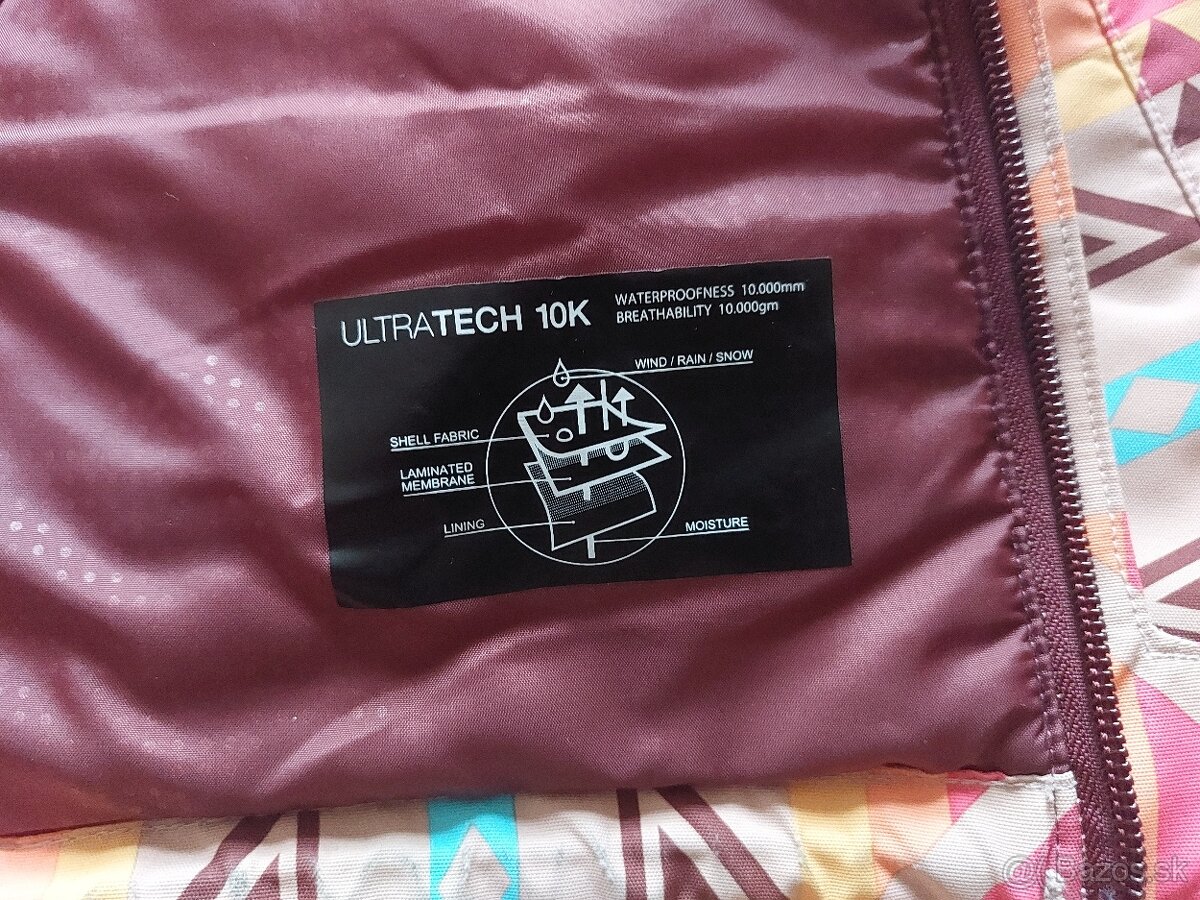 ULTRATECH 10K
WATERPROOFNESS 10.000mm
BREATHABILITY 10.000gm
WIND / RAIN / SNOW
SHELL FABRIC
LAMINATED
MEMBRANE
LINING
MOISTURE
Bazos.sk